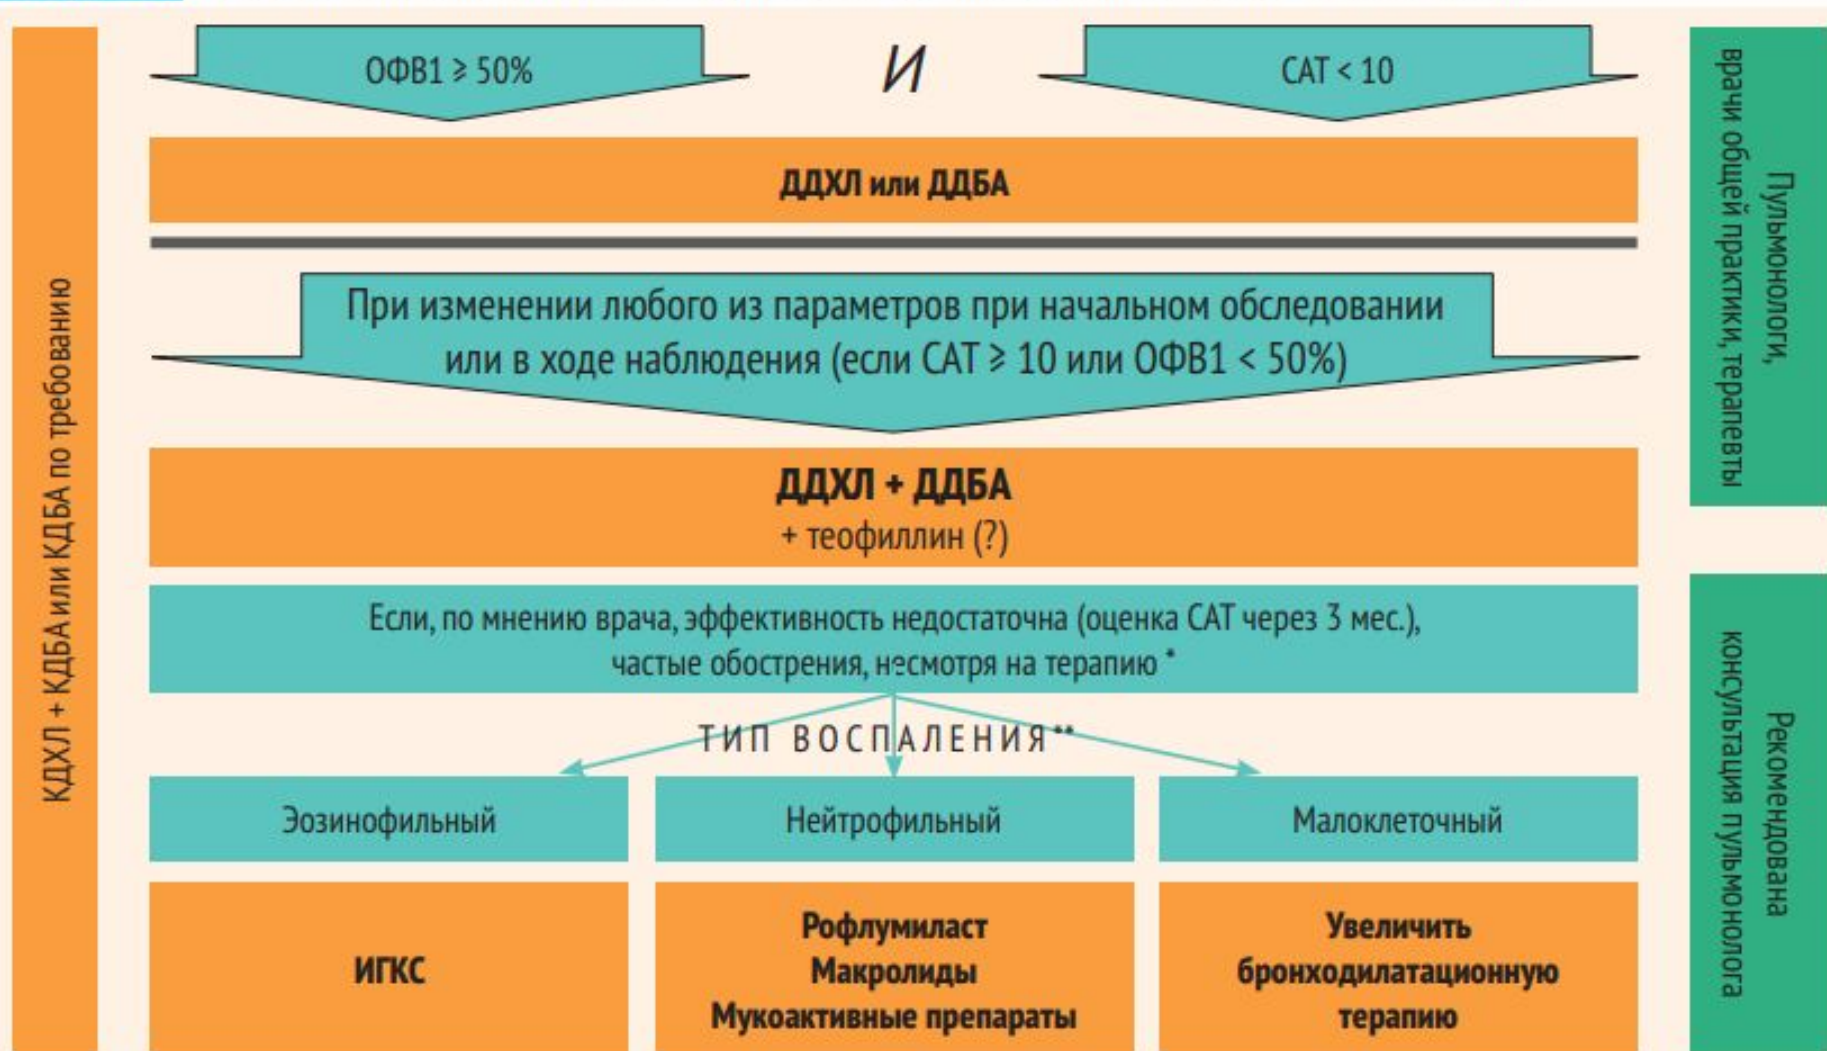 КДХЛ + КДБА или КДБА по требованию
ОФВ1 ⩾ 50%
И
САТ < 10
ДДХЛ или ДДБА
При изменении любого из параметров при начальном обследовании
или в ходе наблюдения (если САТ ⩾ 10 или ОФВ1 < 50%)
ДДХЛ + ДДБА
+ теофиллин (?)
Если, по мнению врача, эффективность недостаточна (оценка САТ через 3 мес.),
частые обострения, несмотря на терапию *
ТИП ВОСПАЛЕНИЯ**
Эозинофильный
Нейтрофильный
Малоклеточный
ИГКС
Рофлумиласт
Макролиды
Мукоактивные препараты
Увеличить
бронходилатационную
терапию
Пульмонологи,
врачи общей практики, терапевты
Рекомендована
консультация пульмонолога